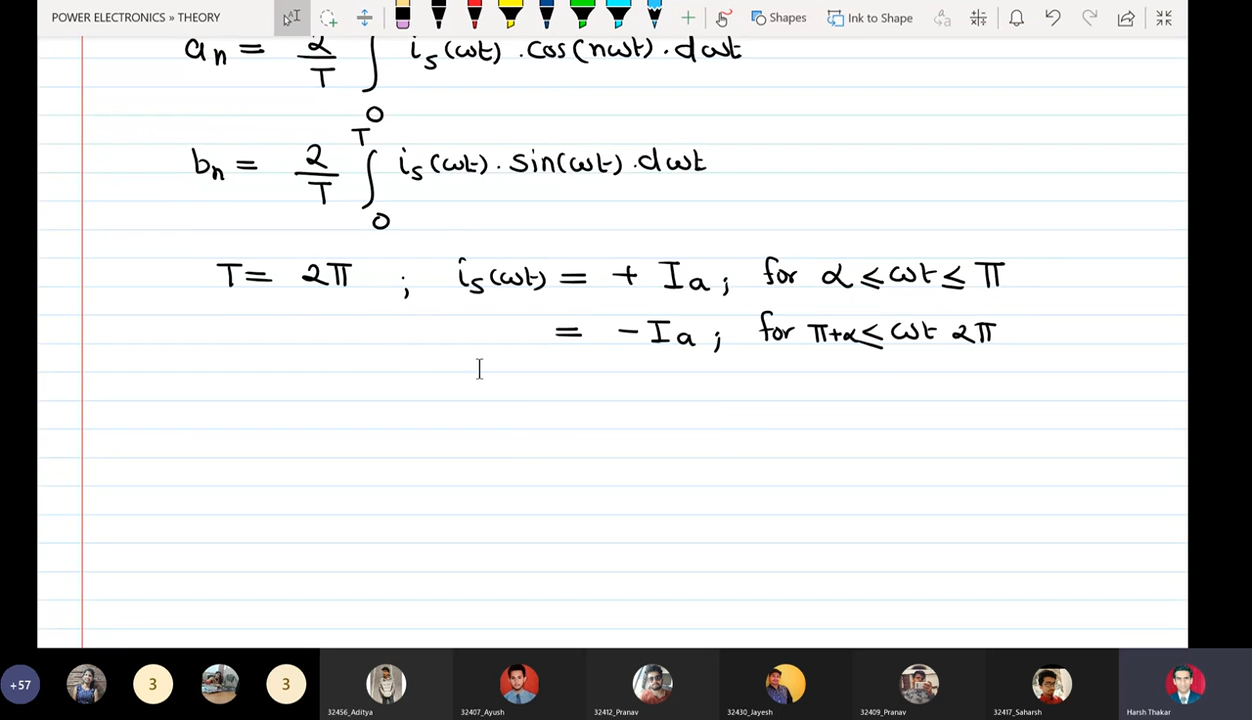 POWER ELECTRONICS » THEORY
Shapes
Ink to Shape
aₙ = 2/T ∫₀ iₛ(ωt) . cos(nωt) . dωt
bₙ = 2/T ∫₀ᵀ iₛ(ωt) . sin(ωt) . dωt
T = 2π ; iₛ(ωt) = + Iₐ ; for α ≤ ωt ≤ π
= - Iₐ ; for π+α ≤ ωt 2π
+57
3
3
32456_Aditya
32407_Ayush
32412_Pranav
32430_Jayesh
32409_Pranav
32417_Saharsh
Harsh Thakar